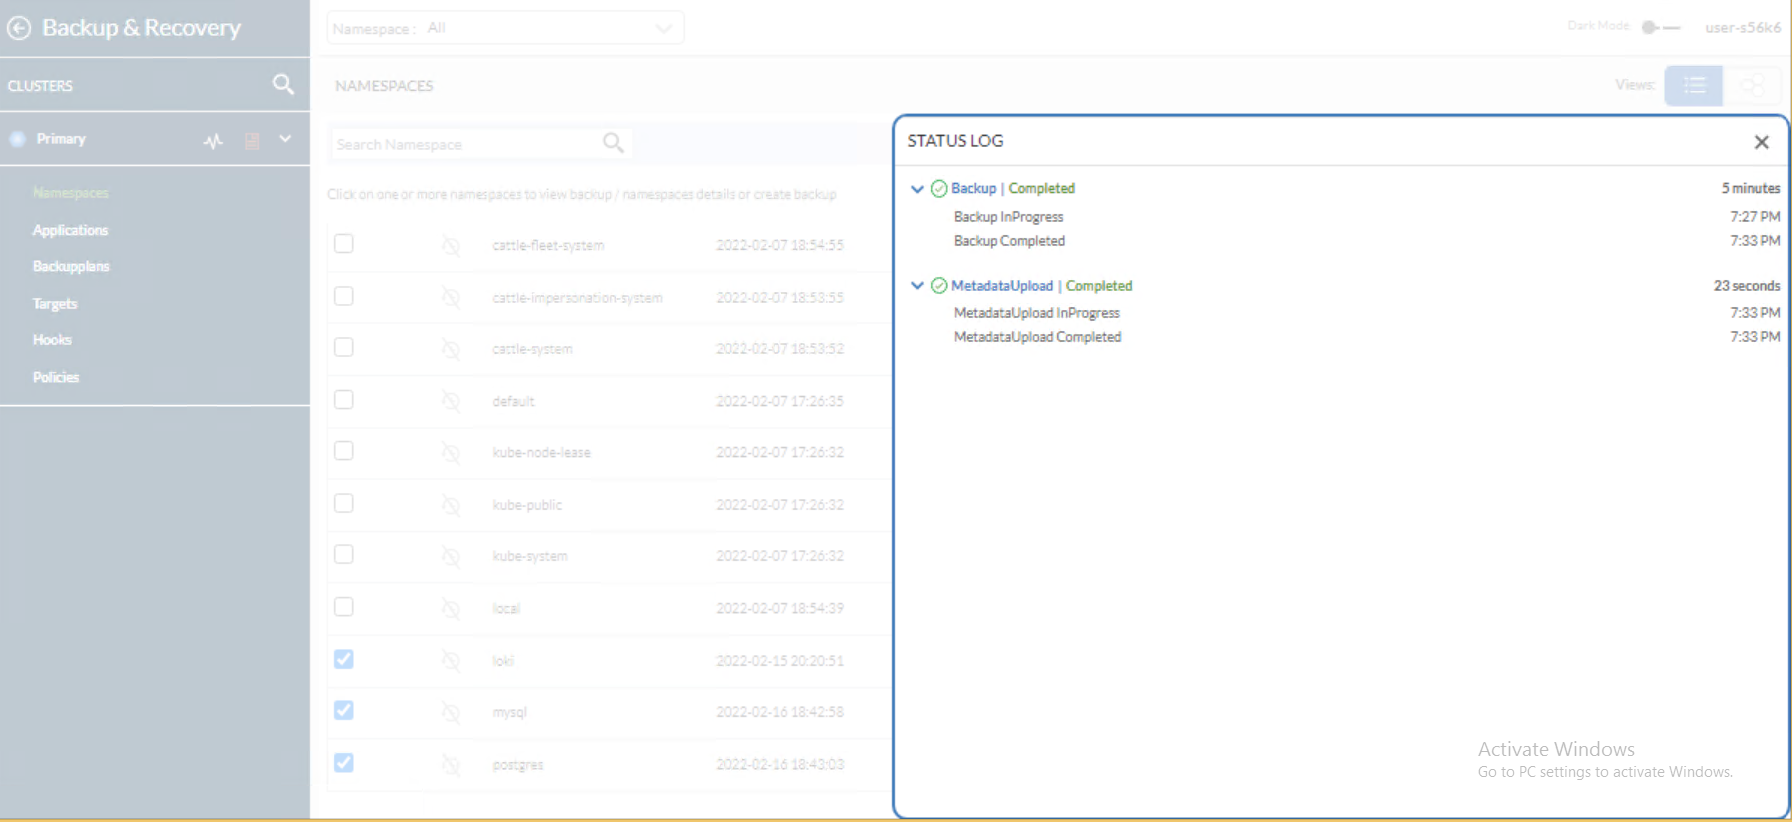 Backup & Recovery
Namespace : All
Dark Mode
user-s56k6
CLUSTERS
NAMESPACES
Views:
Primary
Search Namespace
Namespaces
Applications
Backupplans
Targets
Hooks
Policies
Click on one or more namespaces to view backup / namespaces details or create backup
cattle-fleet-system 2022-02-07 18:54:55
cattle-impersonation-system 2022-02-07 18:53:55
cattle-system 2022-02-07 18:53:52
default 2022-02-07 17:26:35
kube-node-lease 2022-02-07 17:26:32
kube-public 2022-02-07 17:26:32
kube-system 2022-02-07 17:26:32
local 2022-02-07 18:54:39
loki 2022-02-15 20:20:51
mysql 2022-02-16 18:42:58
postgres 2022-02-16 18:43:03
STATUS LOG
Backup | Completed 5 minutes
Backup InProgress 7:27 PM
Backup Completed 7:33 PM
MetadataUpload | Completed 23 seconds
MetadataUpload InProgress 7:33 PM
MetadataUpload Completed 7:33 PM
Activate Windows
Go to PC settings to activate Windows.